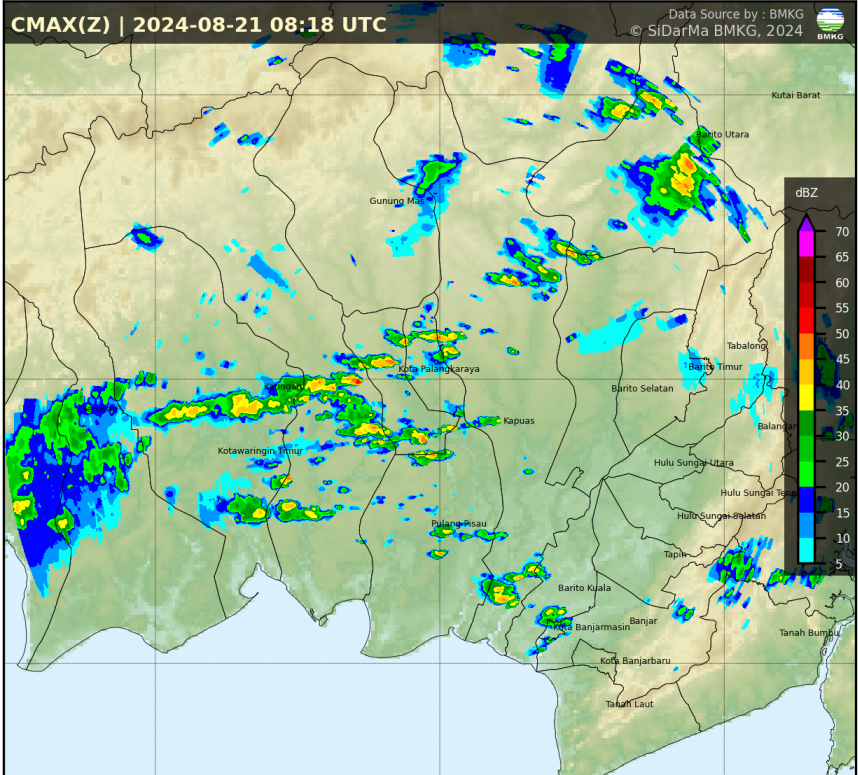 CMAX(Z) | 2024-08-21 08:18 UTC
Data Source by : BMKG
© SiDarMa BMKG, 2024
BMKG
Kutai Barat
Barito Utara
dBZ
Gunung Mas
70
65
60
55
50
45
40
35
30
25
20
15
10
5
Tabalong
Kota Palangkaraya
Barito Timur
Katingan
Barito Selatan
Kapuas
Balangan
Kotawaringin Timur
Hulu Sungai Utara
Hulu Sungai Ten
Hulu Sungai Selatan
Pulang Pisau
Tapin
Barito Kuala
Banjar
Kota Banjarmasin
Tanah Bumbu
Kota Banjarbaru
Tanah Laut